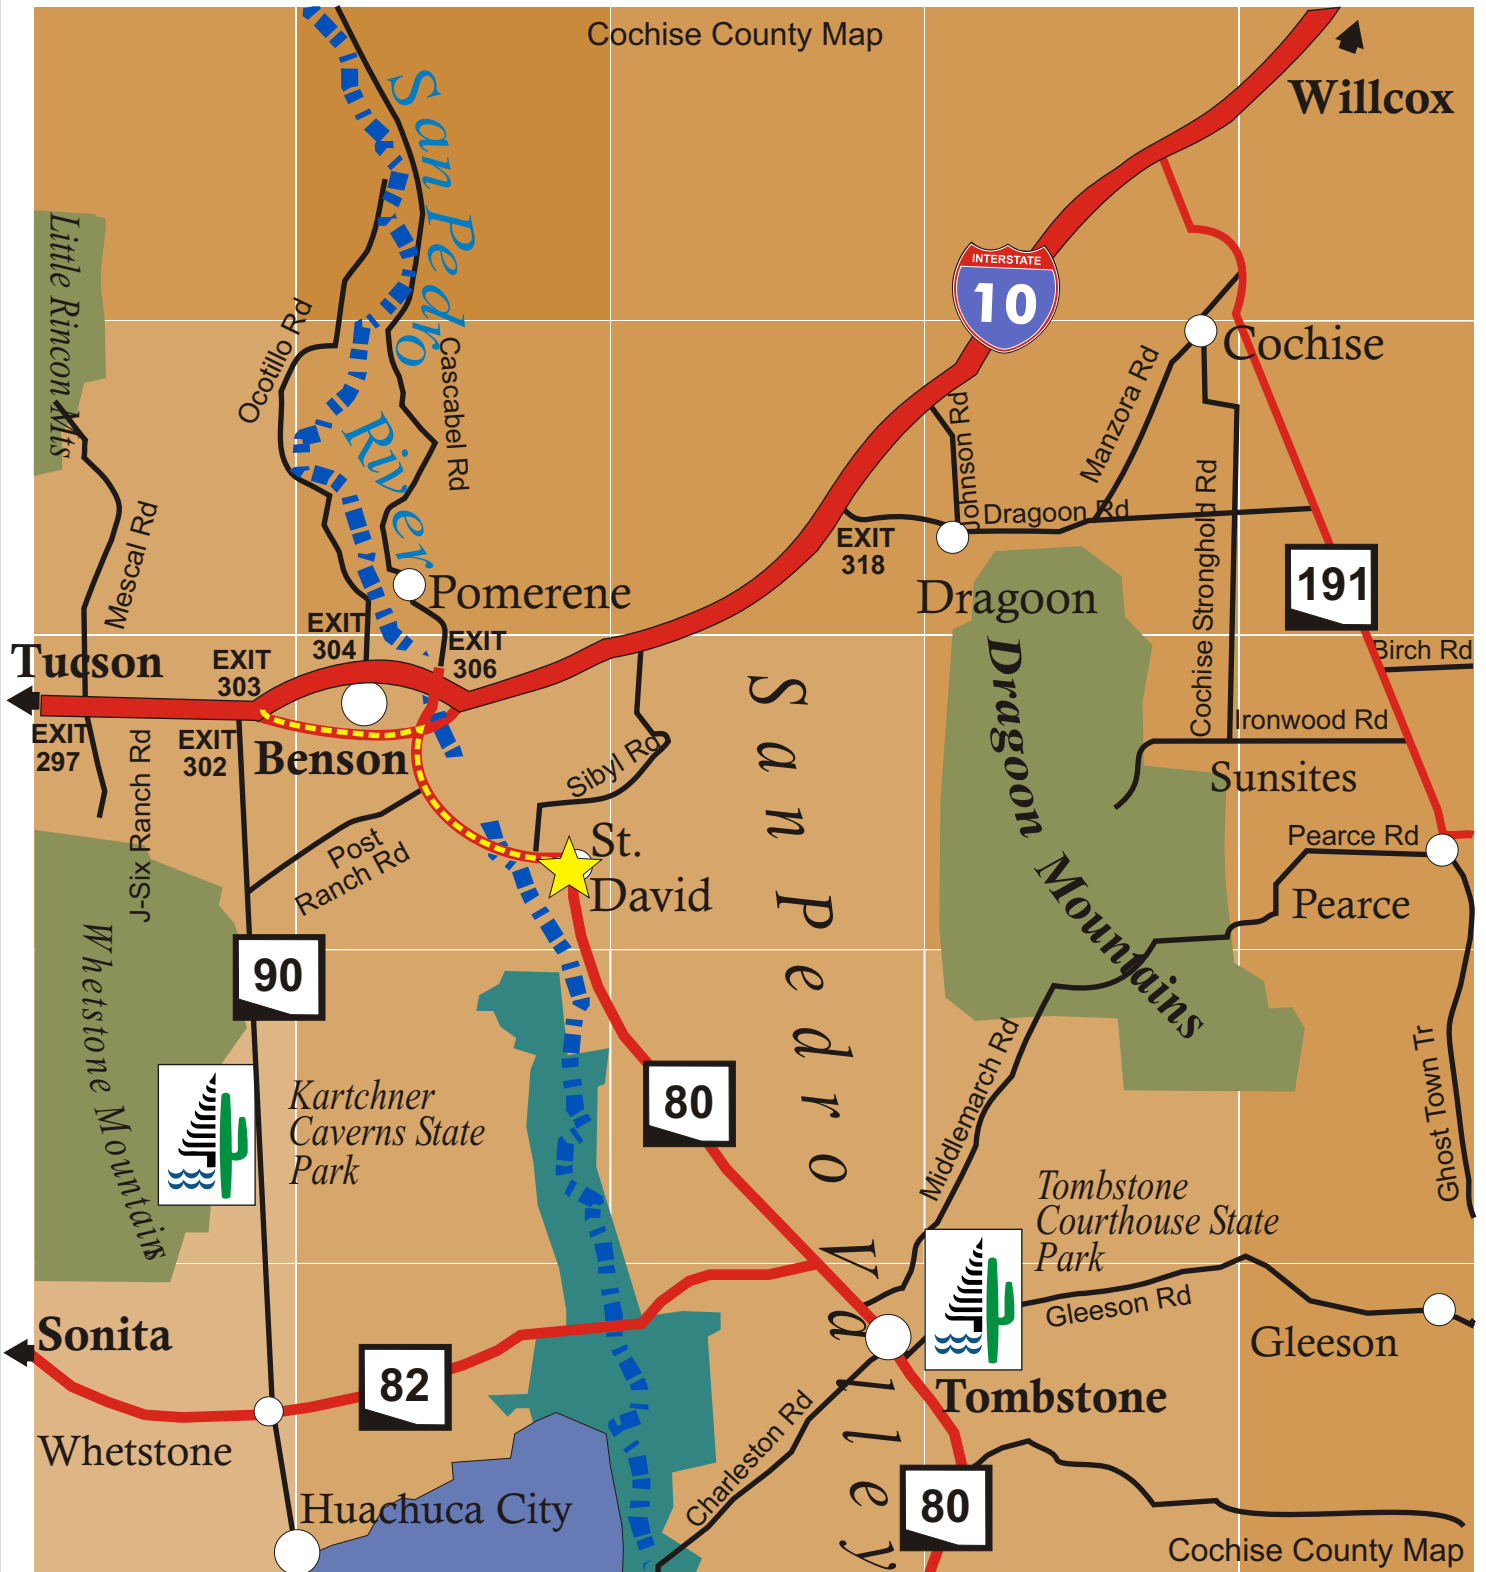 Cochise County Map
Willcox
San Pedro
River
Little Rincon Mts
Ocotillo Rd
Cascabel Rd
INTERSTATE
10
Cochise
Manzora Rd
Johnson Rd
Dragoon Rd
Cochise Stronghold Rd
Mescal Rd
EXIT
318
Dragoon
191
Pomerene
EXIT
304
EXIT
306
Birch Rd
Tucson
EXIT
303
Dragoon
Mountains
San Pedro Valley
Ironwood Rd
EXIT
297
EXIT
302
Benson
J-Six Ranch Rd
Sibyl Rd
Sunsites
Post
Ranch Rd
St.
David
Pearce Rd
Pearce
Whetstone Mountains
90
80
Kartchner
Caverns State
Park
Middlemarch Rd
Ghost Town Tr
Tombstone
Courthouse State
Park
Gleeson Rd
Gleeson
Sonita
82
Tombstone
Whetstone
Charleston Rd
Huachuca City
80
Cochise County Map